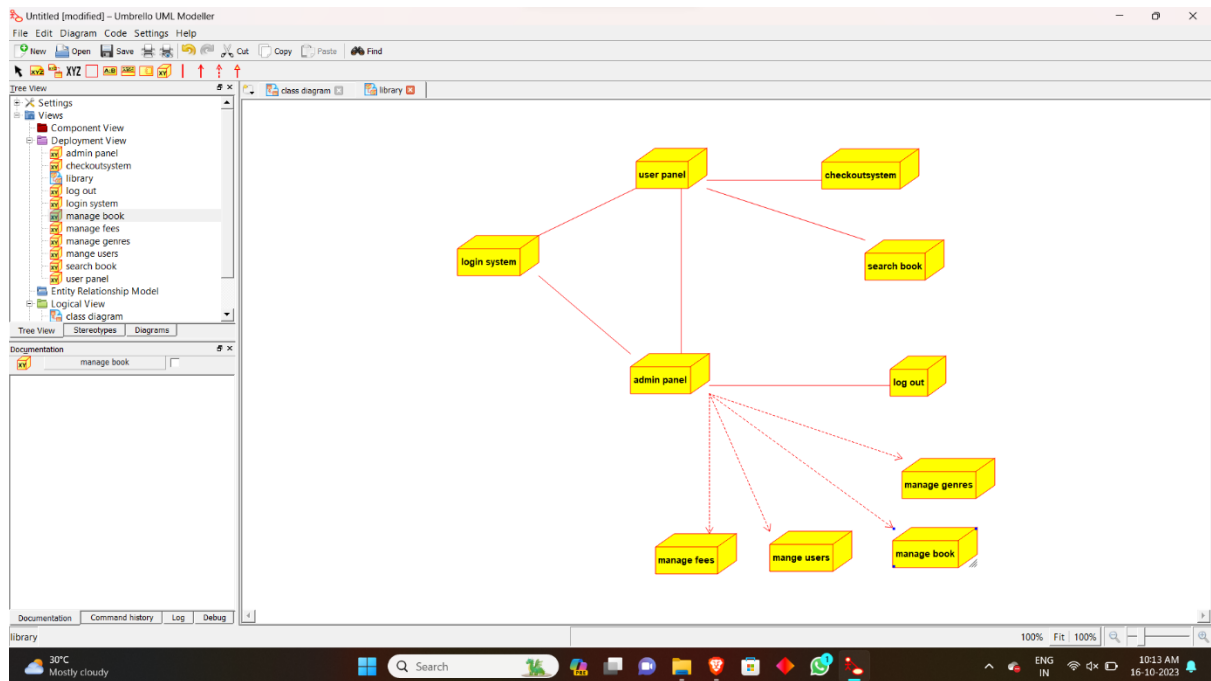 Untitled [modified] – Umbrello UML Modeller
File Edit Diagram Code Settings Help
New Open Save Cut Copy Paste Find
XYZ
Tree View
class diagram library
Settings
Views
Component View
Deployment View
admin panel
checkoutsystem
library
log out
login system
manage book
manage fees
manage genres
mange users
search book
user panel
Entity Relationship Model
Logical View
class diagram
Tree View Stereotypes Diagrams
Documentation
manage book
user panel
checkoutsystem
login system
search book
admin panel
log out
manage genres
manage fees
mange users
manage book
Documentation Command history Log Debug
library
100% Fit 100%
30°C
Mostly cloudy
Search
ENG
IN
10:13 AM
16-10-2023